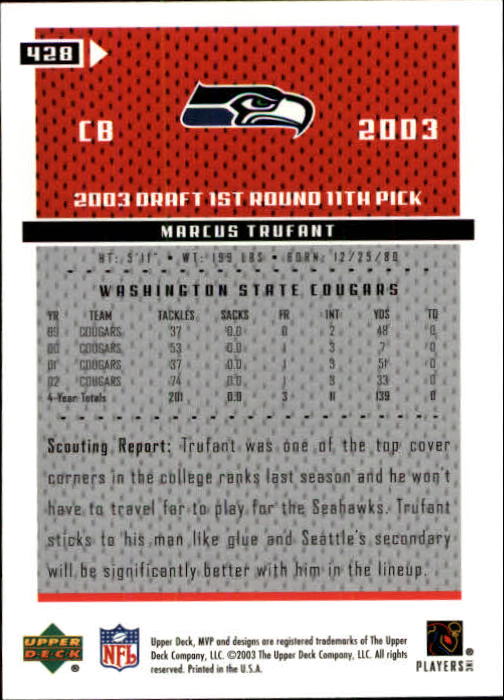 428
CB
2003
2003 DRAFT 1ST ROUND 11TH PICK
MARCUS TRUFANT
HT: 5'11" • WT: 199 LBS • BORN: 12/25/80
WASHINGTON STATE COUGARS
YR TEAM TACKLES SACKS FR INT YDS TD
99 COUGARS 37 0.0 0 2 48 0
00 COUGARS 53 0.0 1 3 7 0
01 COUGARS 37 0.0 1 3 51 0
02 COUGARS 74 0.0 1 3 33 0
4-Year Totals 201 0.0 3 11 139 0
Scouting Report: Trufant was one of the top cover
corners in the college ranks last season and he won't
have to travel far to play for the Seahawks. Trufant
sticks to his man like glue and Seattle's secondary
will be significantly better with him in the lineup.
UPPER DECK ®
NFL ®
Upper Deck, MVP and designs are registered trademarks of The Upper
Deck Company, LLC. ©2003 The Upper Deck Company, LLC. All rights
reserved. Printed in the U.S.A.
PLAYERS INC